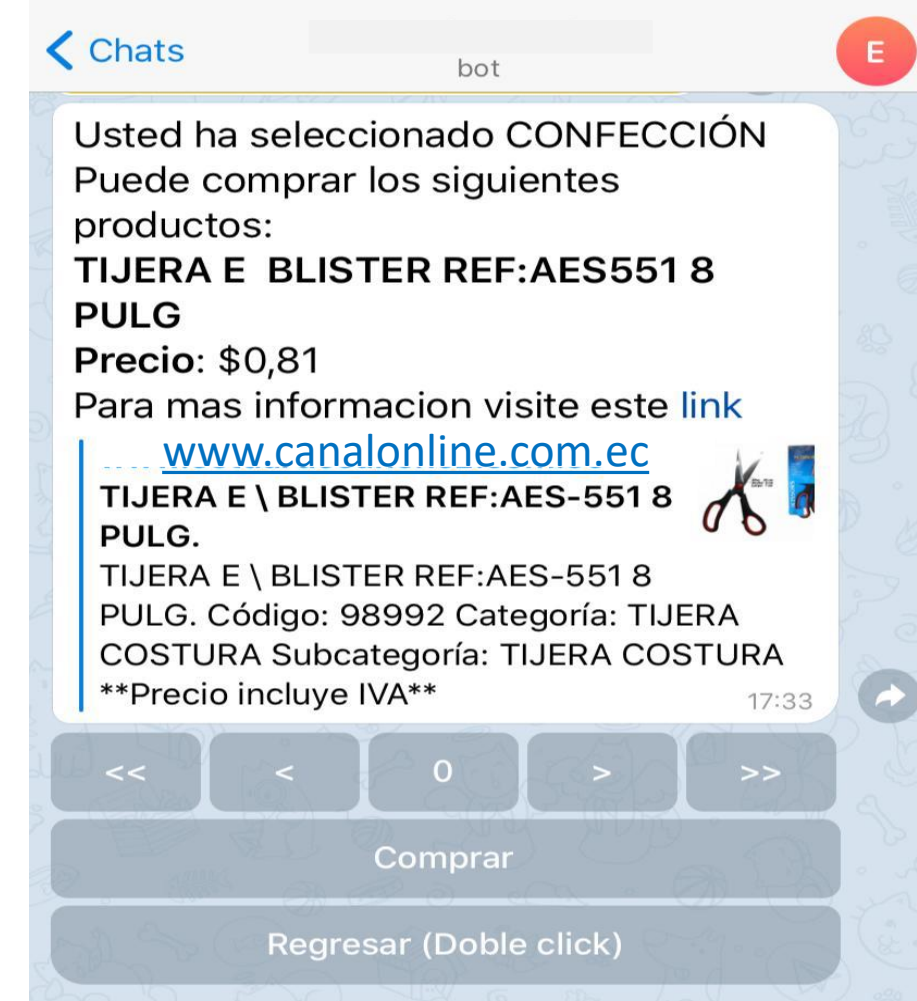 Chats
bot
E
Usted ha seleccionado CONFECCIÓN
Puede comprar los siguientes
productos:
TIJERA E  BLISTER REF:AES551 8
PULG
Precio: $0,81
Para mas informacion visite este link
www.canalonline.com.ec
TIJERA E \ BLISTER REF:AES-551 8
PULG.
TIJERA E \ BLISTER REF:AES-551 8
PULG. Código: 98992 Categoría: TIJERA
COSTURA Subcategoría: TIJERA COSTURA
**Precio incluye IVA**
17:33
<< < 0 > >>
Comprar
Regresar (Doble click)